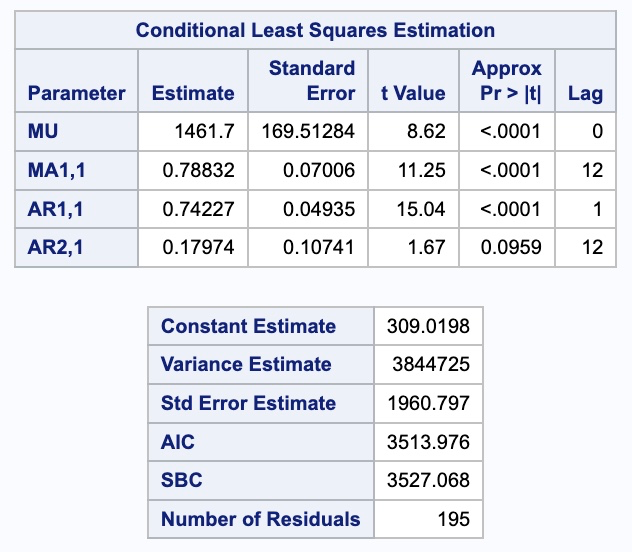 Conditional Least Squares Estimation
Parameter Estimate Standard Error t Value Approx Pr > |t| Lag
MU 1461.7 169.51284 8.62 <.0001 0
MA1,1 0.78832 0.07006 11.25 <.0001 12
AR1,1 0.74227 0.04935 15.04 <.0001 1
AR2,1 0.17974 0.10741 1.67 0.0959 12
Constant Estimate 309.0198
Variance Estimate 3844725
Std Error Estimate 1960.797
AIC 3513.976
SBC 3527.068
Number of Residuals 195